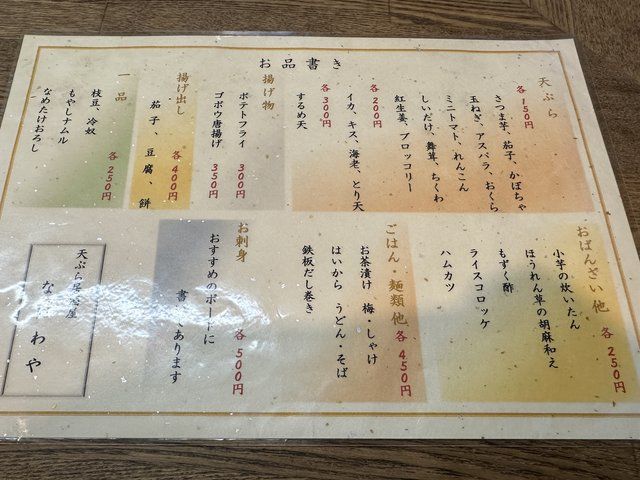 お品書き
天ぷら
各150円
さつま芋、茄子、かぼちゃ
玉ねぎ、アスパラ、おくら
ミニトマト、れんこん
しいたけ、舞茸、ちくわ
紅生姜、ブロッコリー
各200円
イカ、キス、海老、とり天
各300円
するめ天
揚げ物
ポテトフライ 300円
ゴボウ唐揚げ 350円
揚げ出し
茄子、豆腐、餅
各400円
一品
枝豆、冷奴
もやしナムル
なめたけおろし
各250円
おばんざい他
各250円
小芋の炊いたん
ほうれん草の胡麻和え
もずく酢
ライスコロッケ
ハムカツ
ごはん・麺類他
各450円
お茶漬け 梅・しゃけ
はいから うどん・そば
鉄板だし巻き
お刺身
各500円
おすすめのボードに
書 あります
天ぷら居 屋
な わや